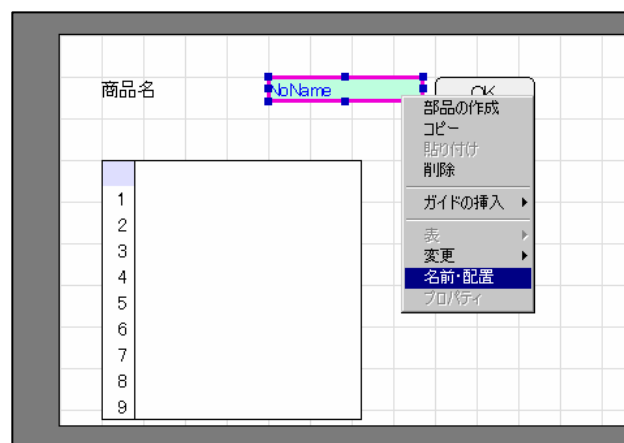 商品名
NoName
OK
部品の作成
コピー
貼り付け
削除
ガイドの挿入
表
変更
名前・配置
プロパティ
1
2
3
4
5
6
7
8
9